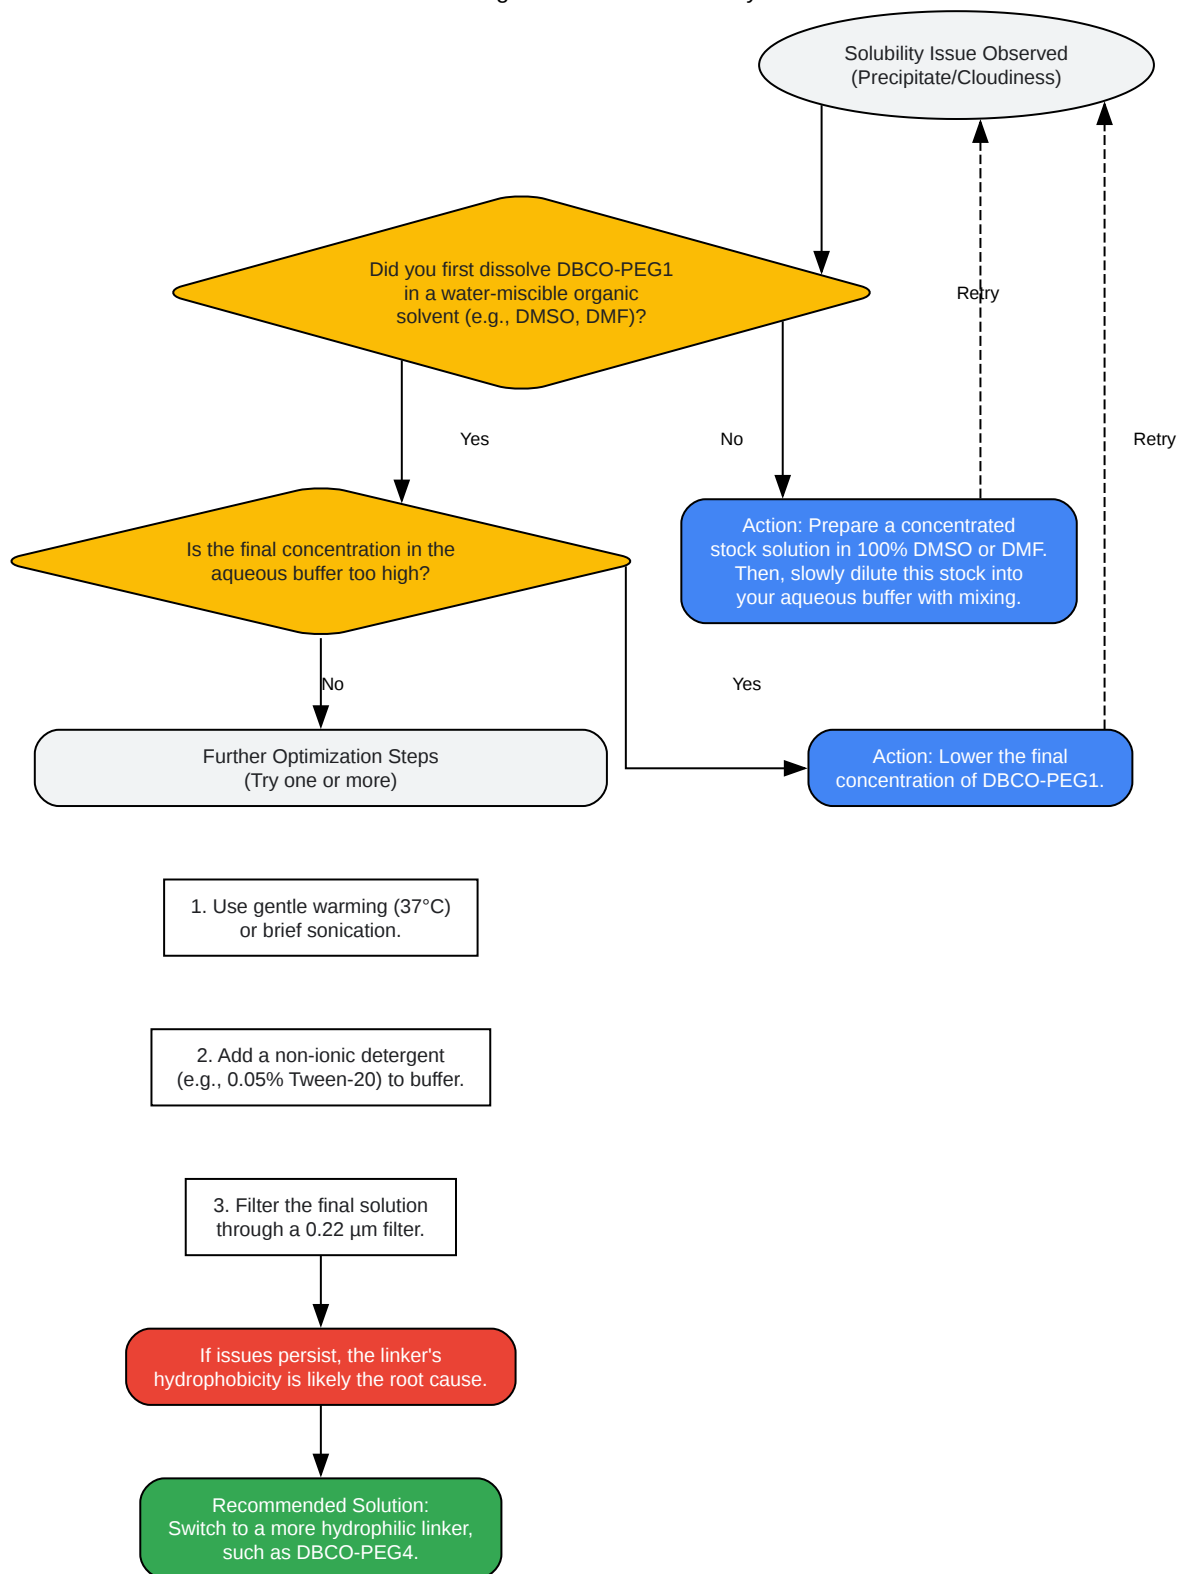 Solubility Issue Observed
(Precipitate/Cloudiness)
Did you first dissolve DBCO-PEG1
in a water-miscible organic
solvent (e.g., DMSO, DMF)?
Retry
Yes
No
Retry
Is the final concentration in the
aqueous buffer too high?
Action: Prepare a concentrated
stock solution in 100% DMSO or DMF.
Then, slowly dilute this stock into
your aqueous buffer with mixing.
No
Yes
Further Optimization Steps
(Try one or more)
Action: Lower the final
concentration of DBCO-PEG1.
1. Use gentle warming (37°C)
or brief sonication.
2. Add a non-ionic detergent
(e.g., 0.05% Tween-20) to buffer.
3. Filter the final solution
through a 0.22 µm filter.
If issues persist, the linker's
hydrophobicity is likely the root cause.
Recommended Solution:
Switch to a more hydrophilic linker,
such as DBCO-PEG4.